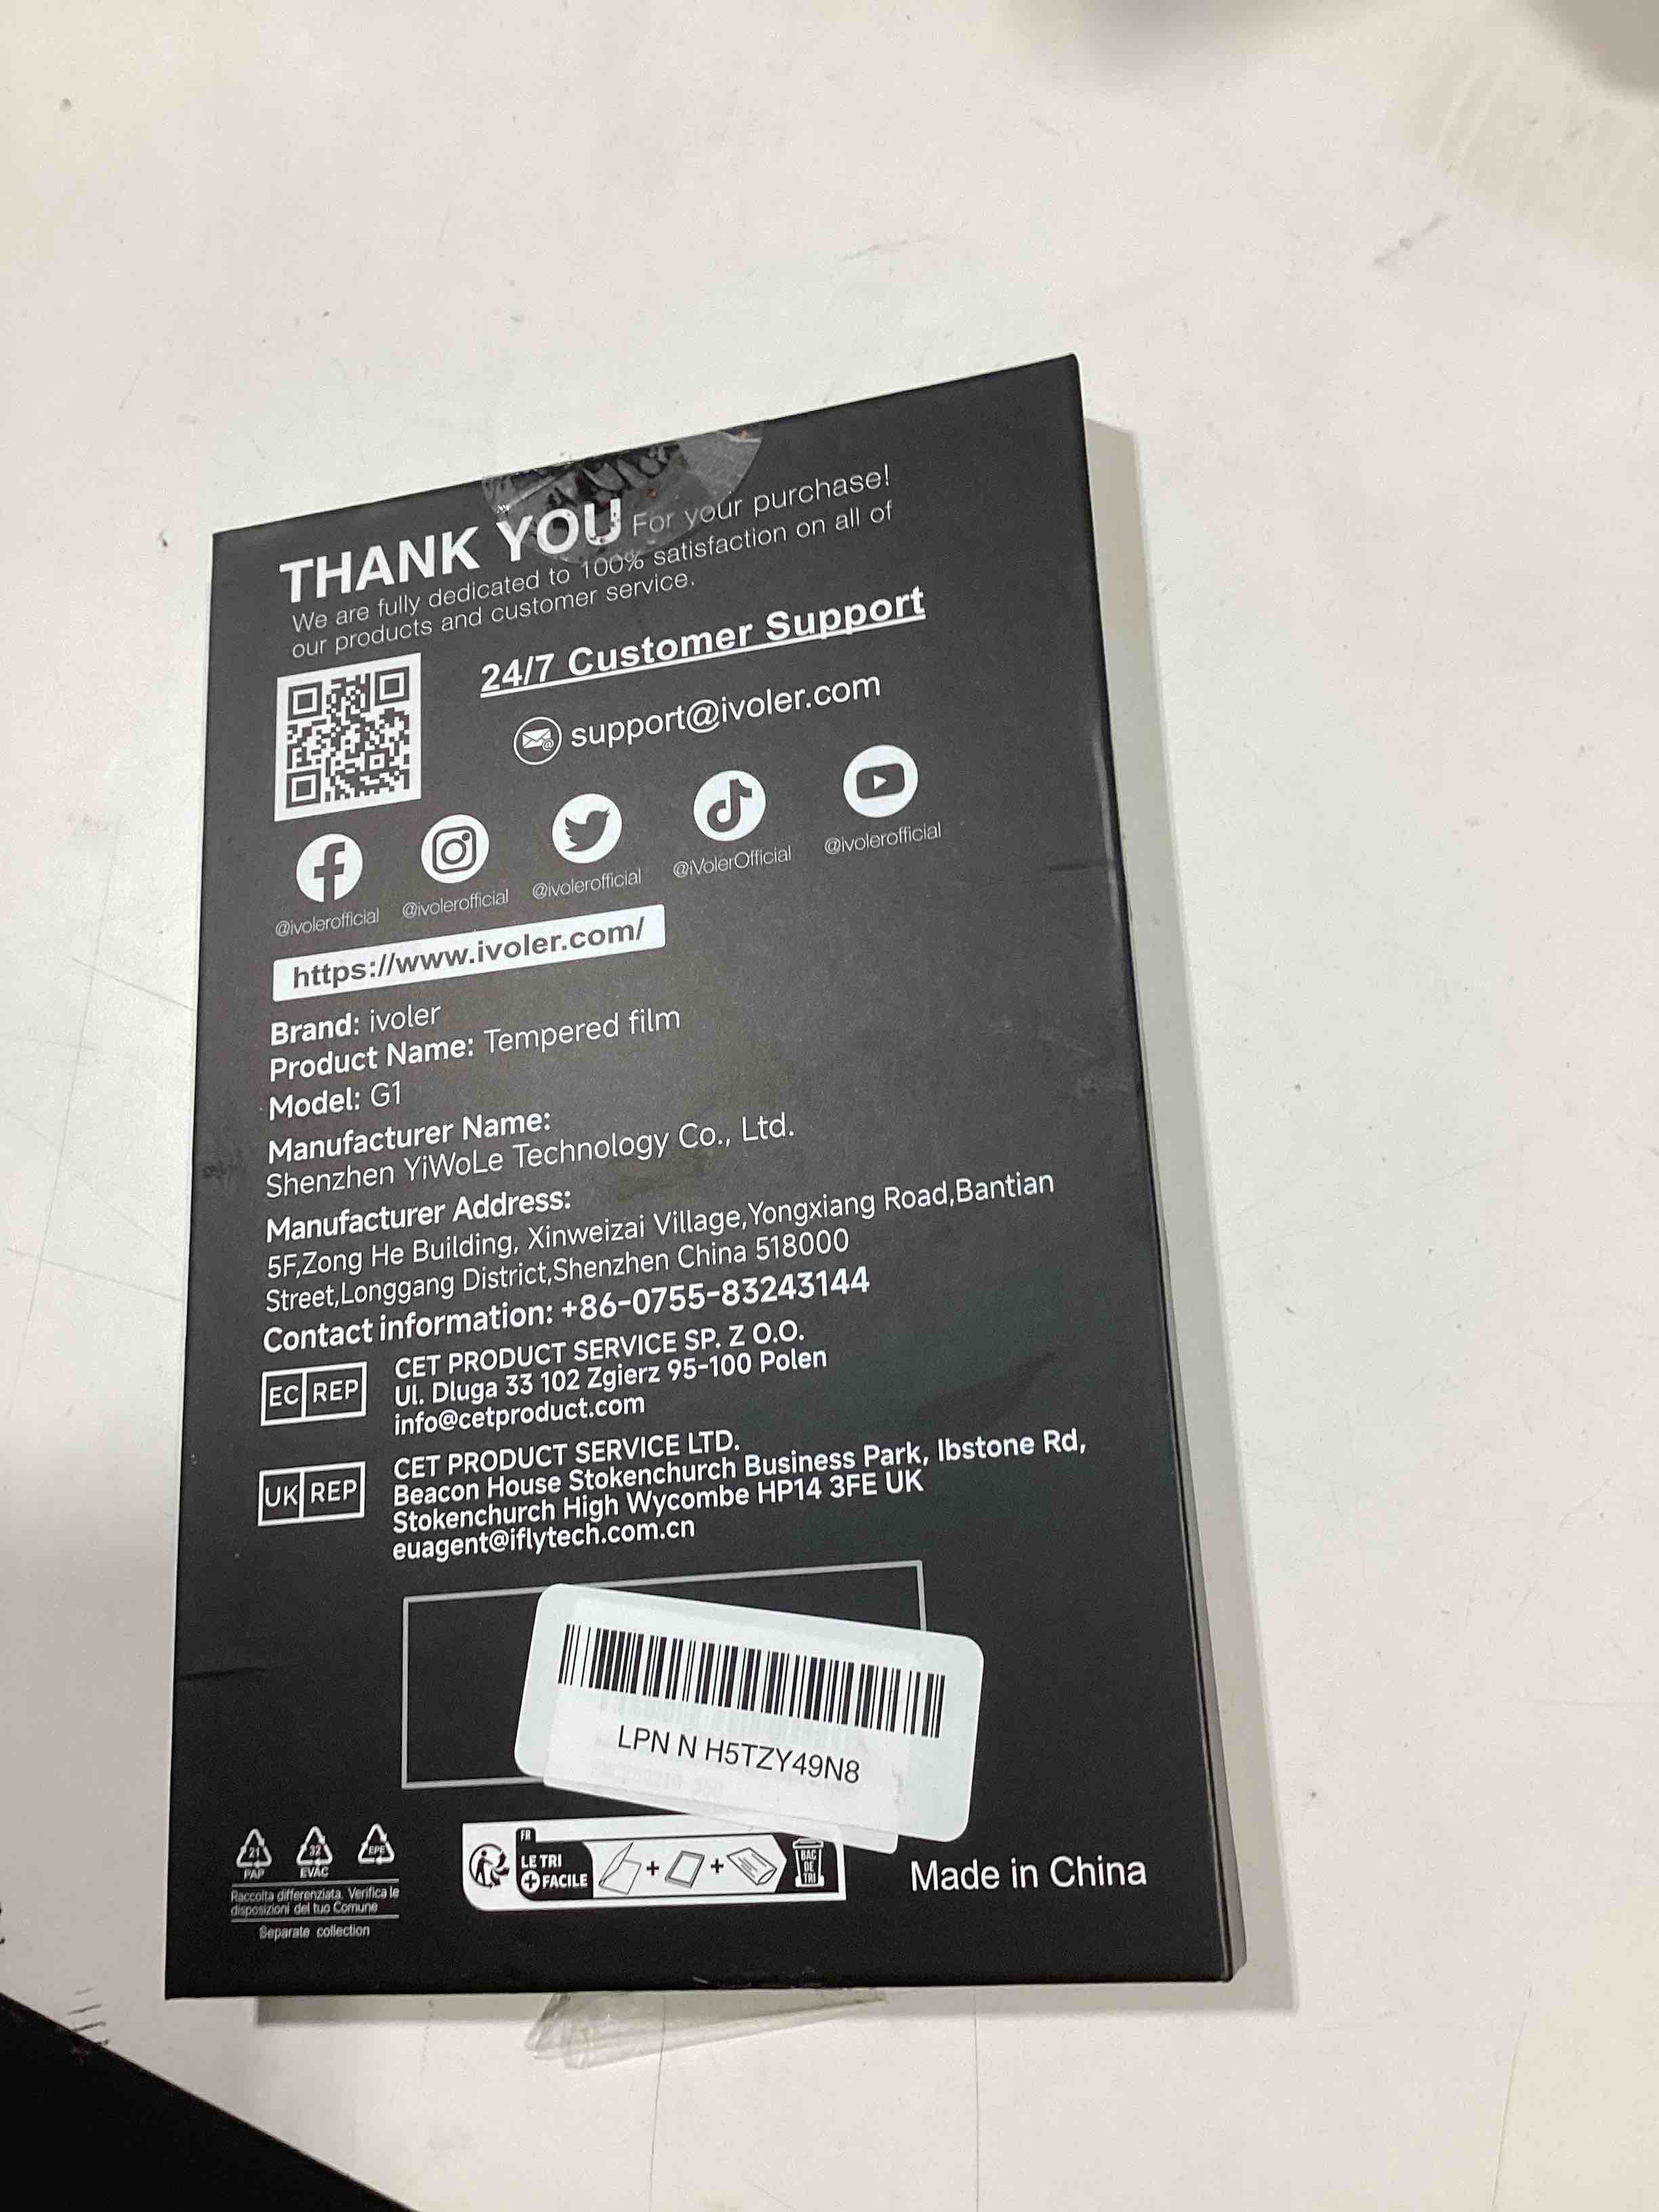 THANK YOU For your purchase!
We are fully dedicated to 100% satisfaction on all of
our products and customer service.
24/7 Customer Support
support@ivoler.com
@ivolerofficial @ivolerofficial @ivolerofficial @iVolerOfficial @ivolerofficial
https://www.ivoler.com/
Brand: ivoler
Product Name: Tempered film
Model: G1
Manufacturer Name:
Shenzhen YiWoLe Technology Co., Ltd.
Manufacturer Address:
5F,Zong He Building, Xinweizai Village,Yongxiang Road,Bantian
Street,Longgang District,Shenzhen China 518000
Contact information: +86-0755-83243144
EC REP
CET PRODUCT SERVICE SP. Z O.O.
Ul. Dluga 33 102 Zgierz 95-100 Polen
info@cetproduct.com
UK REP
CET PRODUCT SERVICE LTD.
Beacon House Stokenchurch Business Park, Ibstone Rd,
Stokenchurch High Wycombe HP14 3FE UK
euagent@iflytech.com.cn
LPN N H5TZY49N8
21 32 EPE
PAP EVAC
Raccolta differenziata. Verifica le
disposizioni del tuo Comune
Separate collection
FR
LE TRI
+ FACILE
+ +
BAC
DE
TRI
Made in China